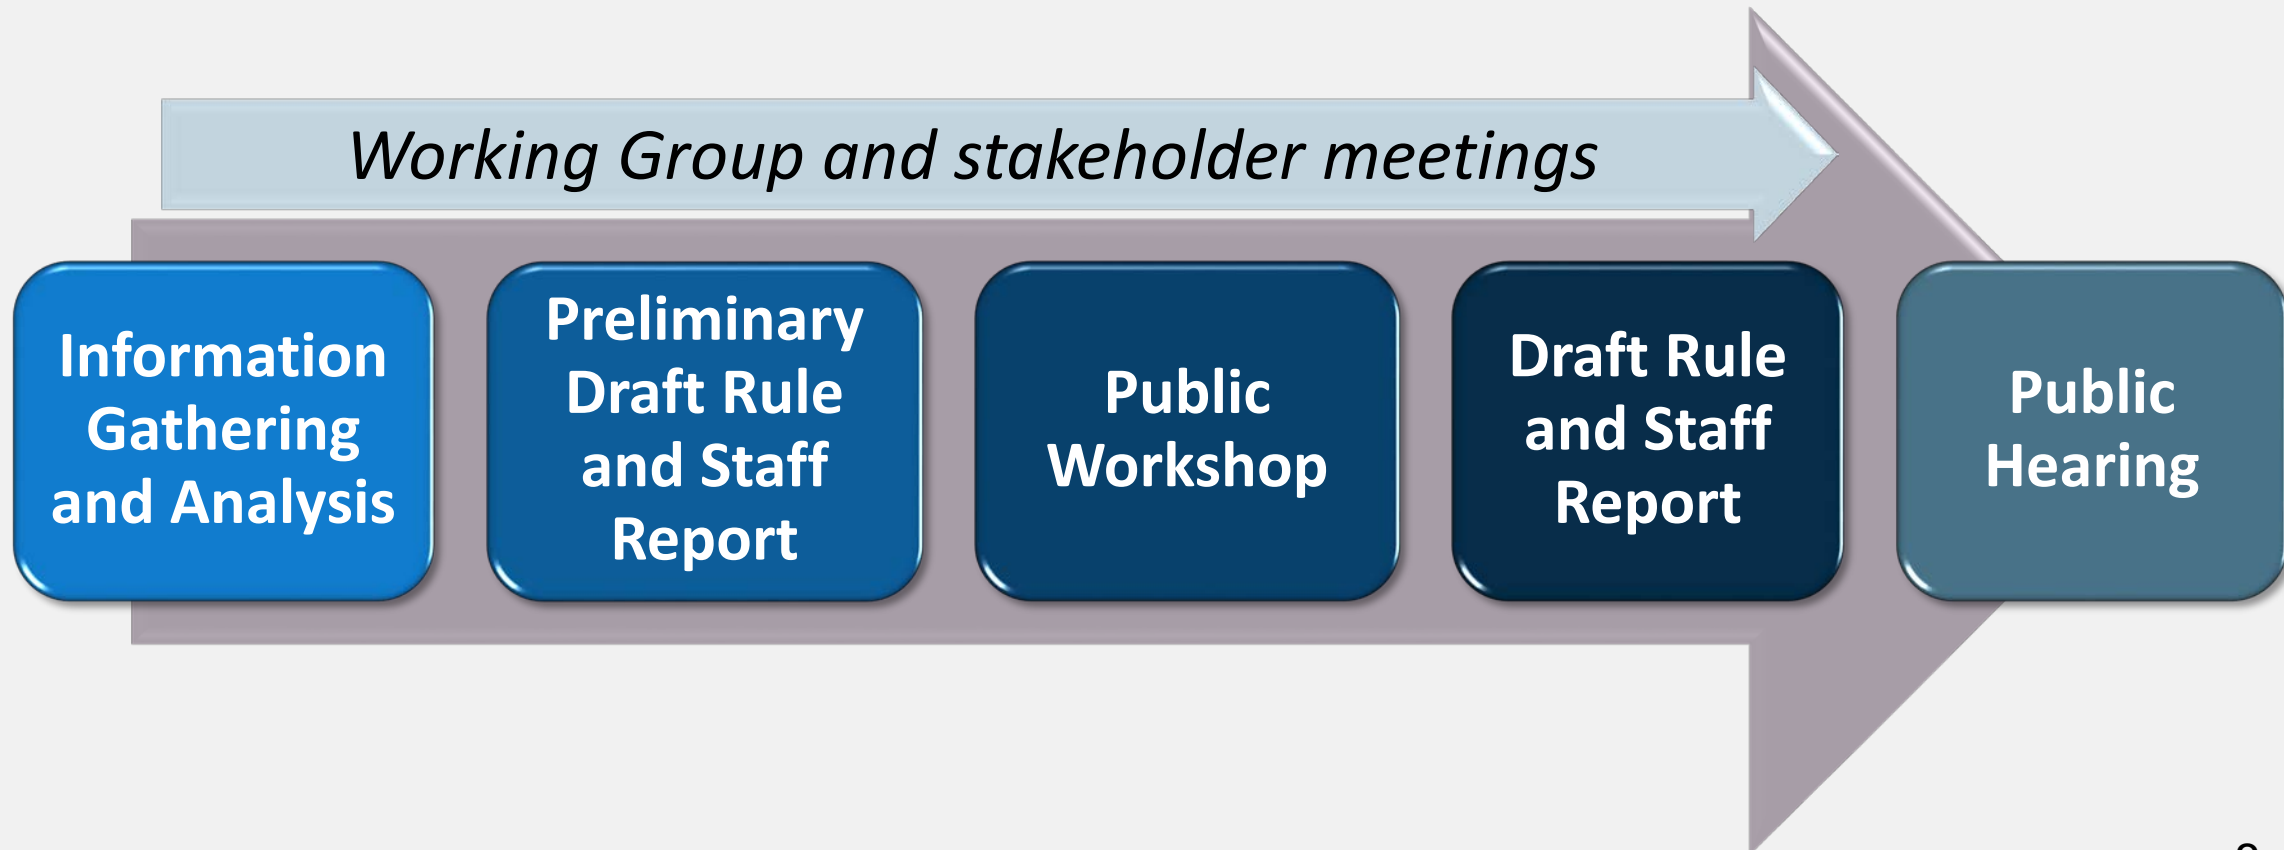 Working Group and stakeholder meetings
Information
Gathering
and Analysis
Preliminary
Draft Rule
and Staff
Report
Public
Workshop
Draft Rule
and Staff
Report
Public
Hearing